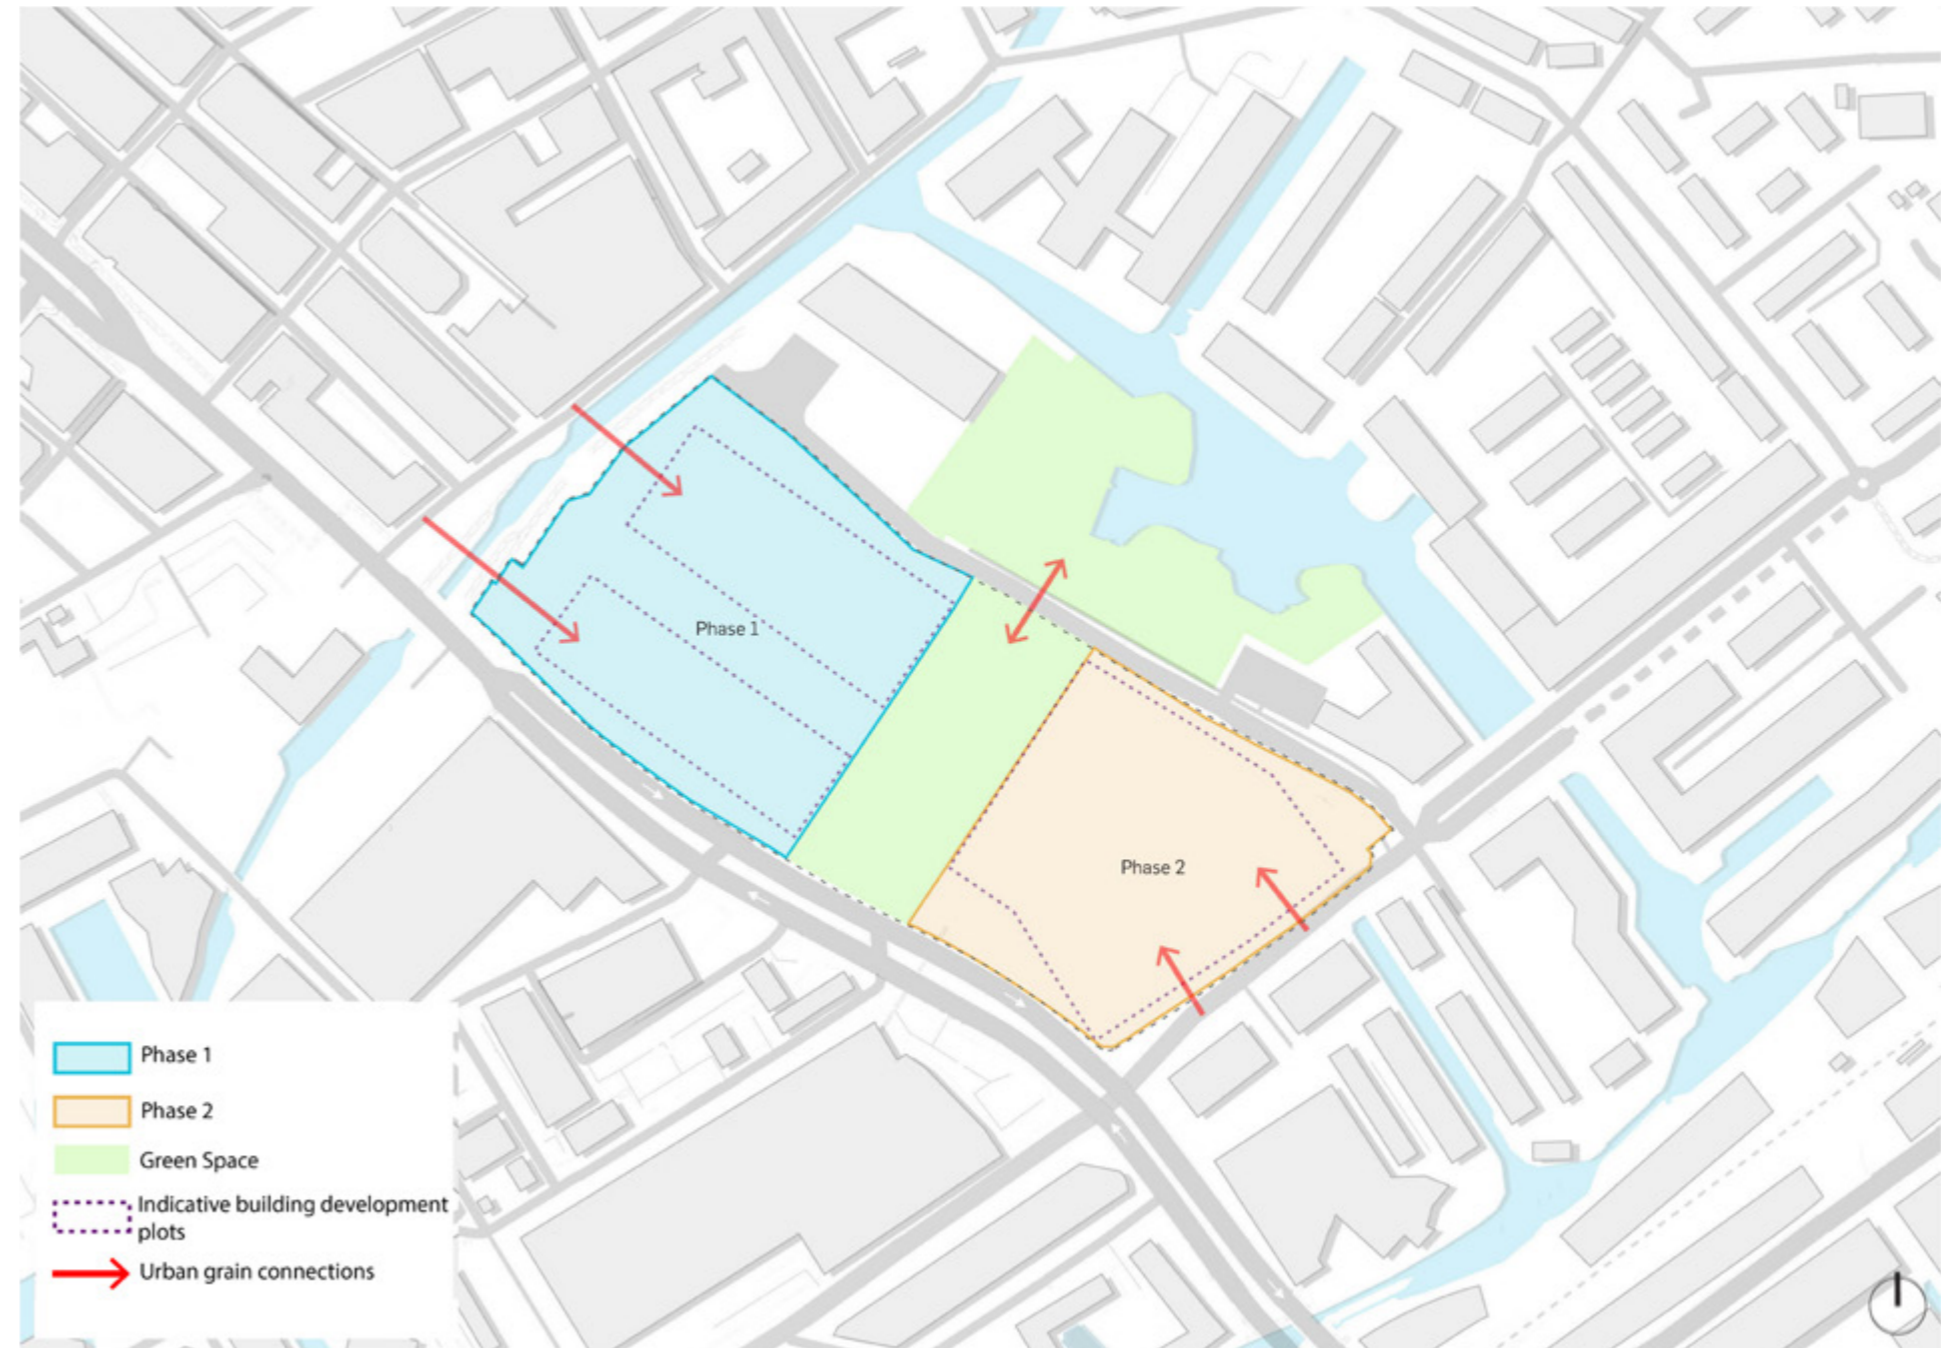 Phase 1
Phase 2
Phase 1
Phase 2
Green Space
Indicative building development
plots
Urban grain connections